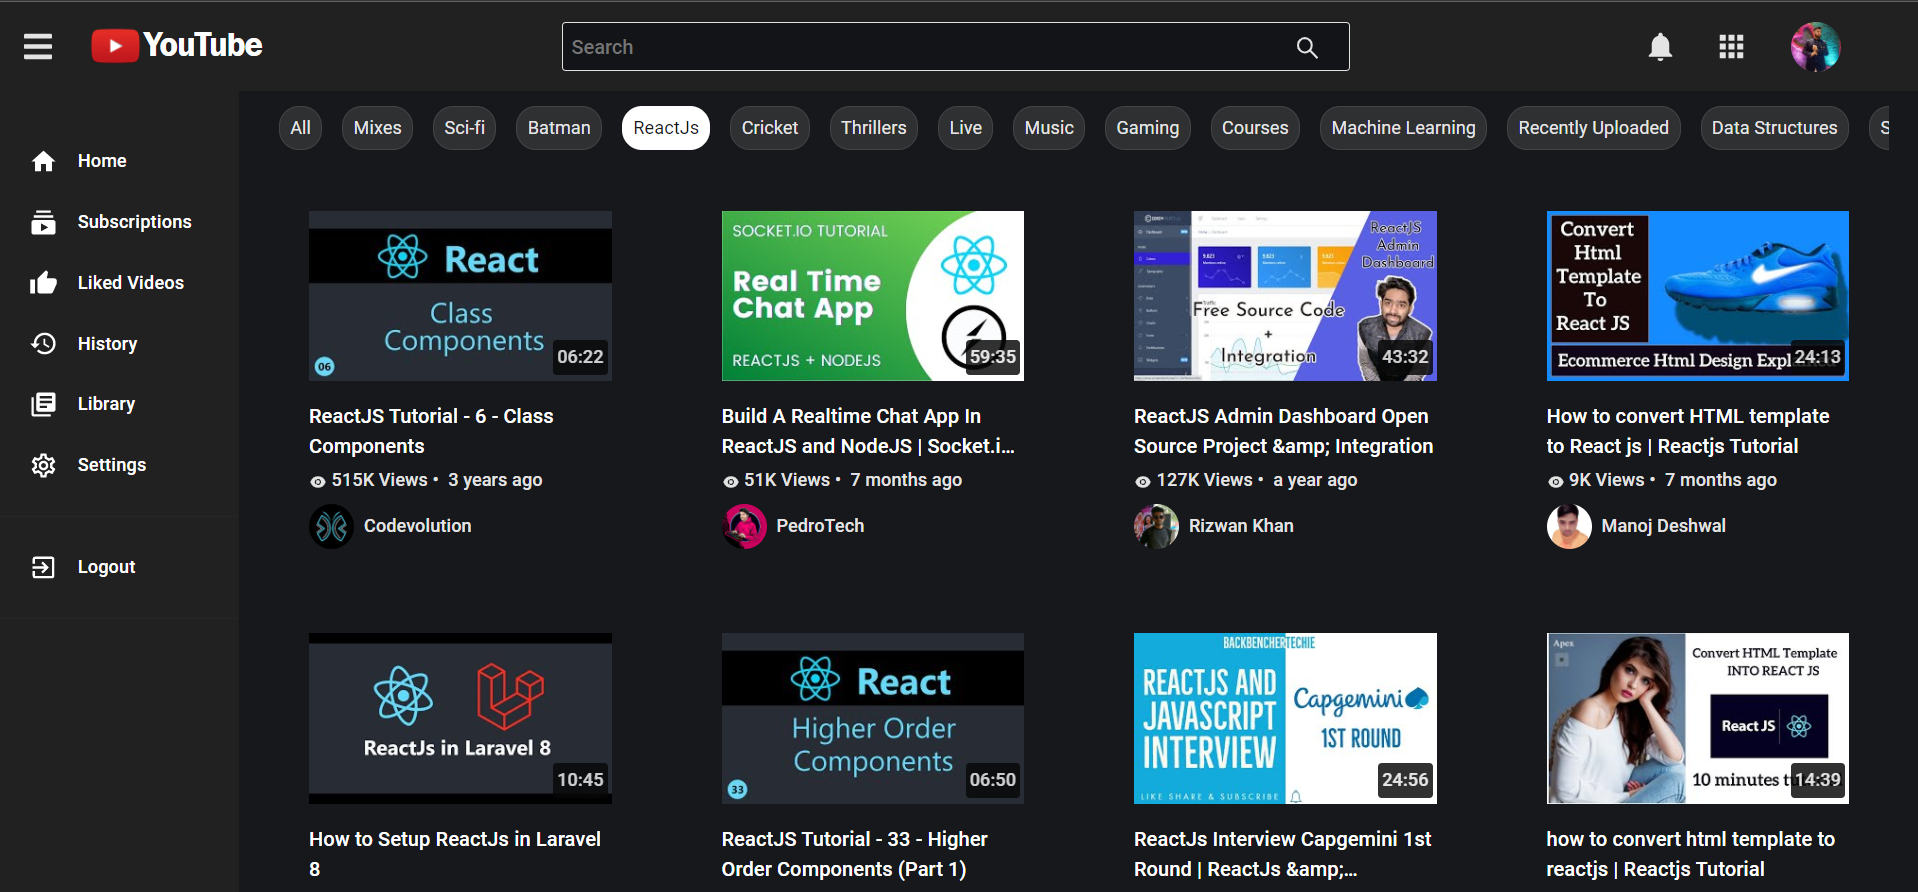 YouTube
Search
All
Mixes
Sci-fi
Batman
ReactJs
Cricket
Thrillers
Live
Music
Gaming
Courses
Machine Learning
Recently Uploaded
Data Structures
S
Home
Subscriptions
Liked Videos
History
Library
Settings
Logout
React
Class
Components
06
06:22
ReactJS Tutorial - 6 - Class
Components
515K Views • 3 years ago
Codevolution
SOCKET.IO TUTORIAL
Real Time
Chat App
REACTJS + NODEJS
59:35
Build A Realtime Chat App In
ReactJS and NodeJS | Socket.i...
51K Views • 7 months ago
PedroTech
ReactJS
Admin
Dashboard
Free Source Code
+
Integration
43:32
ReactJS Admin Dashboard Open
Source Project &amp; Integration
127K Views • a year ago
Rizwan Khan
Convert
Html
Template
To
React JS
Ecommerce Html Design Expl
24:13
How to convert HTML template
to React js | Reactjs Tutorial
9K Views • 7 months ago
Manoj Deshwal
ReactJs in Laravel 8
10:45
How to Setup ReactJs in Laravel
8
React
Higher Order
Components
33
06:50
ReactJS Tutorial - 33 - Higher
Order Components (Part 1)
BACKBENCHERTECHIE
REACTJS AND
JAVASCRIPT
INTERVIEW
Capgemini
1ST ROUND
LIKE SHARE & SUBSCRIBE
24:56
ReactJs Interview Capgemini 1st
Round | ReactJs &amp;...
Apex
Convert HTML Template
INTO REACT JS
React JS
10 minutes
14:39
how to convert html template to
reactjs | Reactjs Tutorial